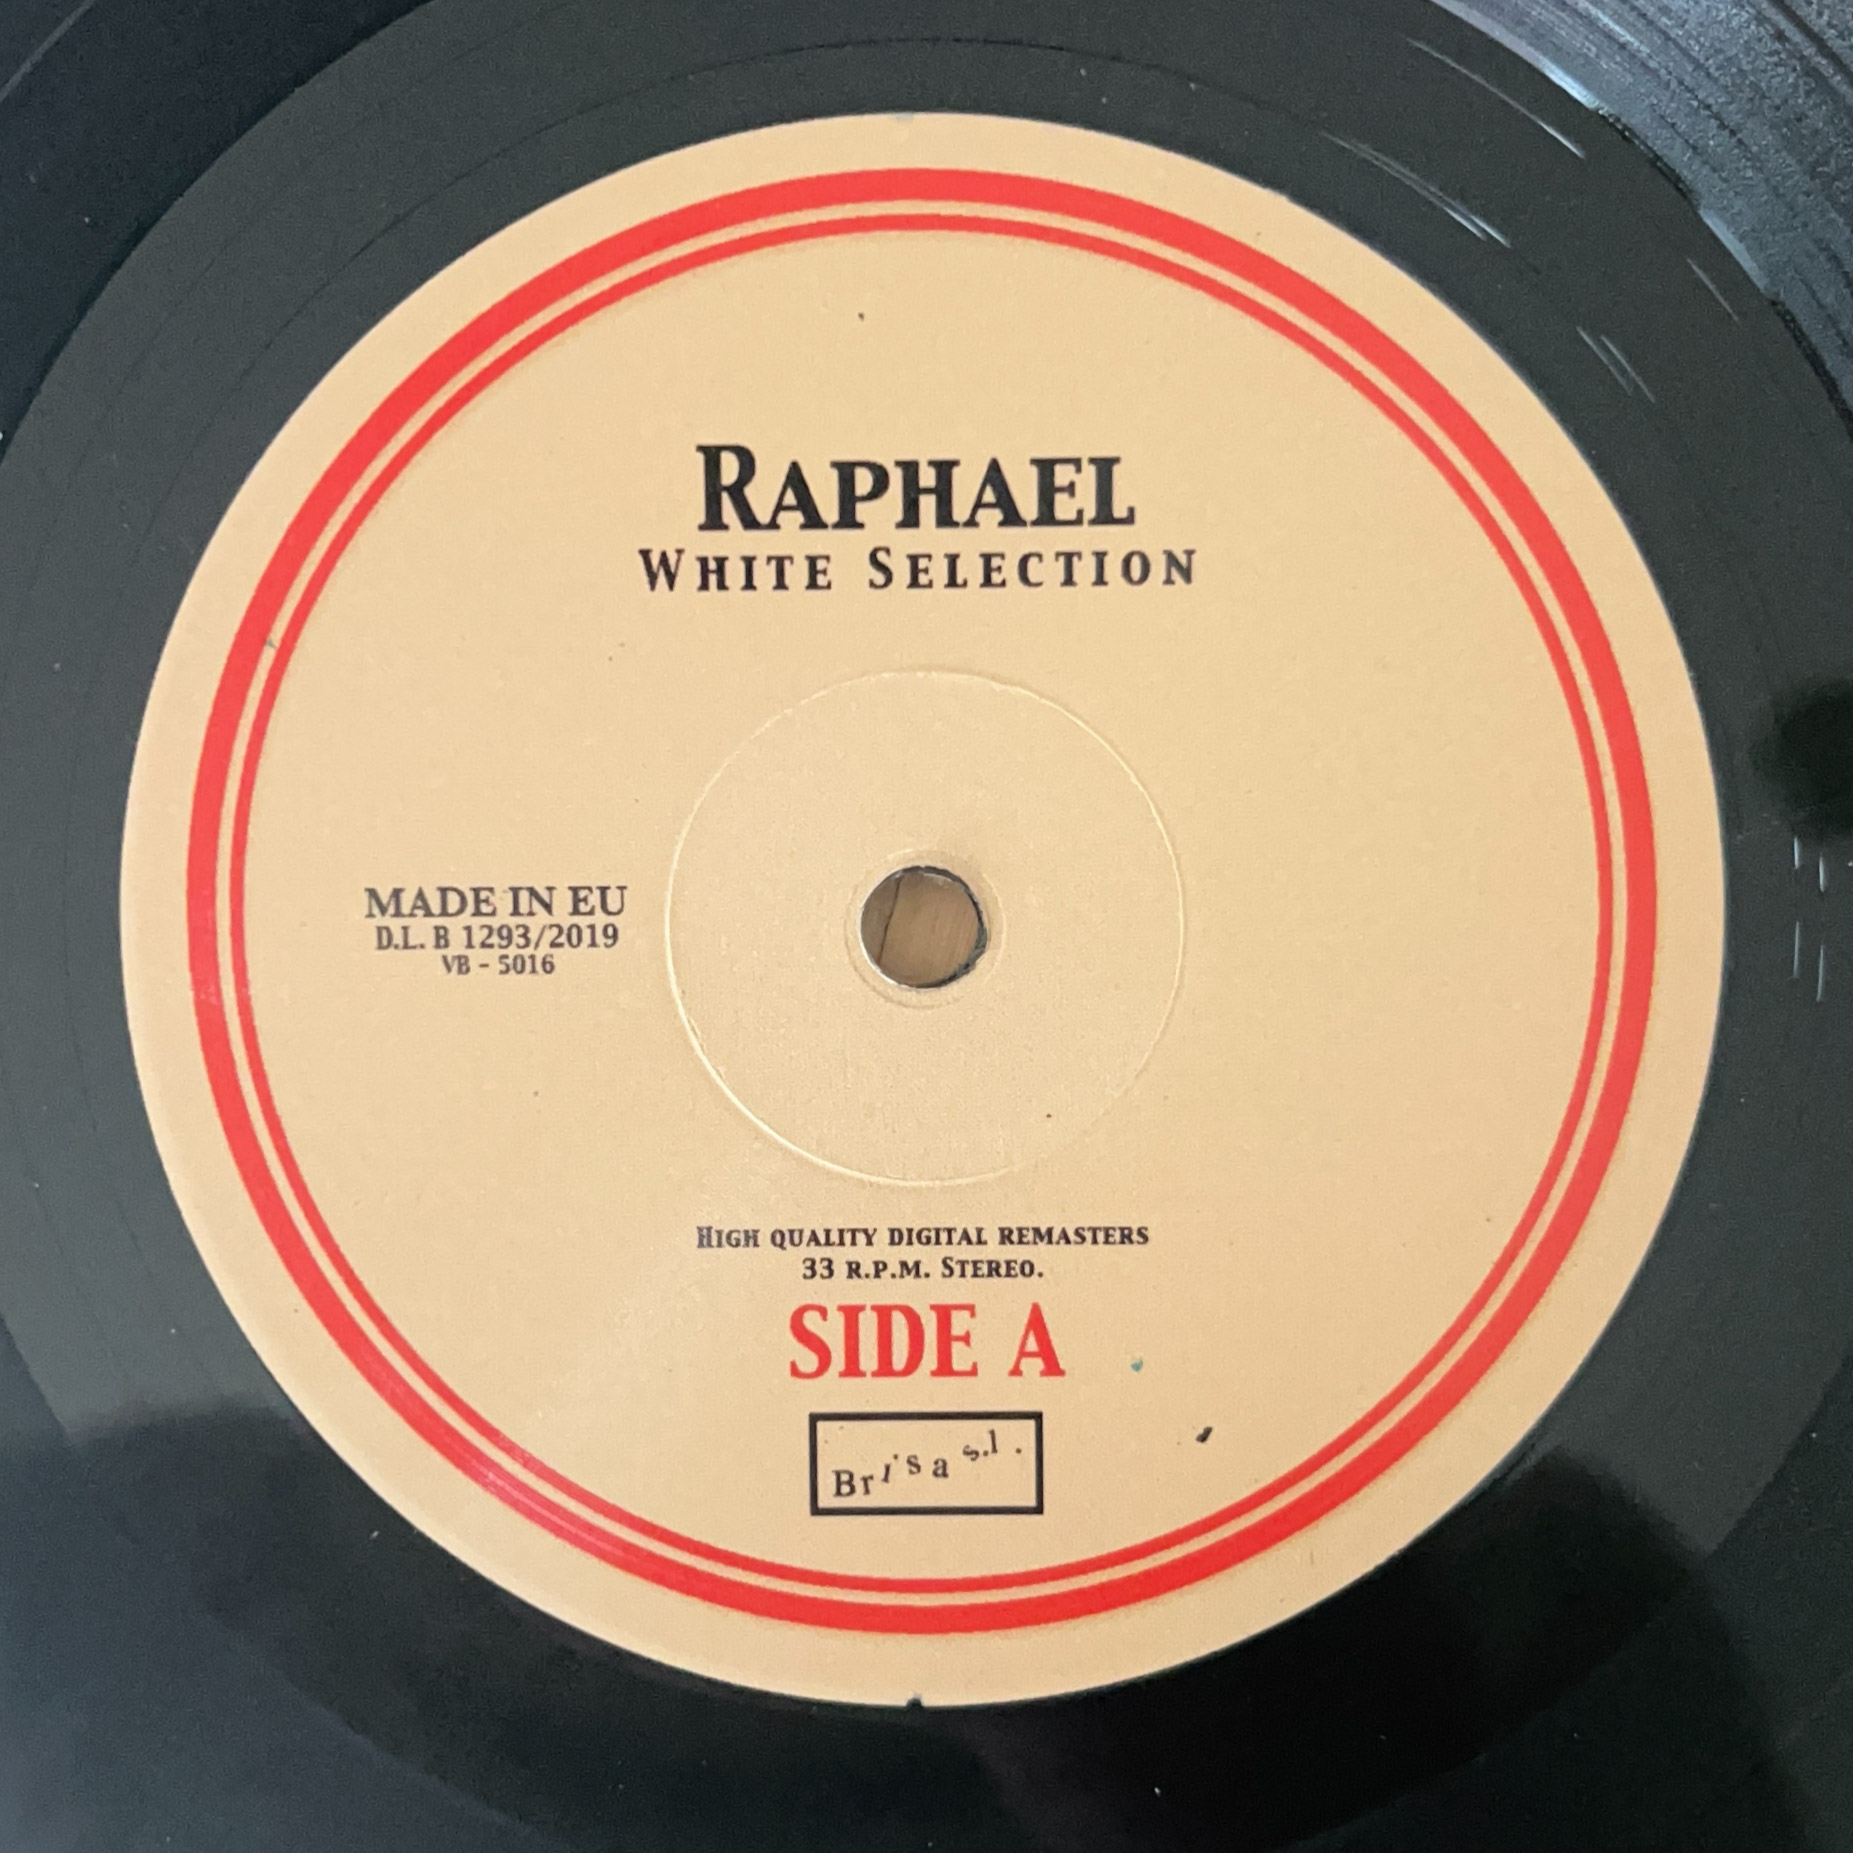 RAPHAEL
WHITE SELECTION
MADE IN EU
D.L. B 1293/2019
VB - 5016
HIGH QUALITY DIGITAL REMASTERS
33 R.P.M. STEREO.
SIDE A
Brisa s.l.